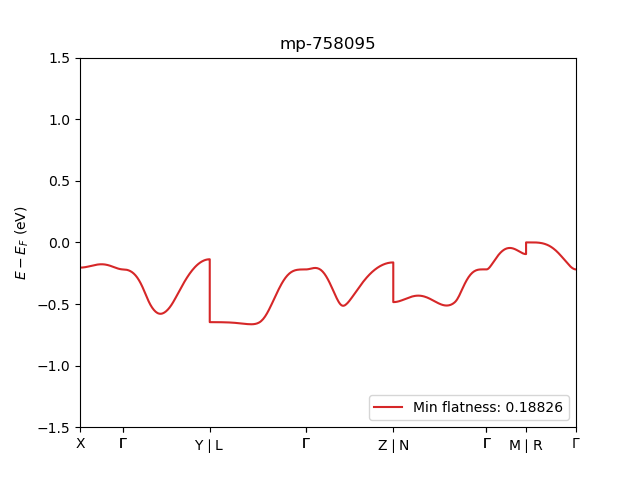 mp-758095
E − E_F (eV)
1.5
1.0
0.5
0.0
−0.5
−1.0
−1.5
Min flatness: 0.18826
X Γ Y | L Γ Z | N Γ M | R Γ